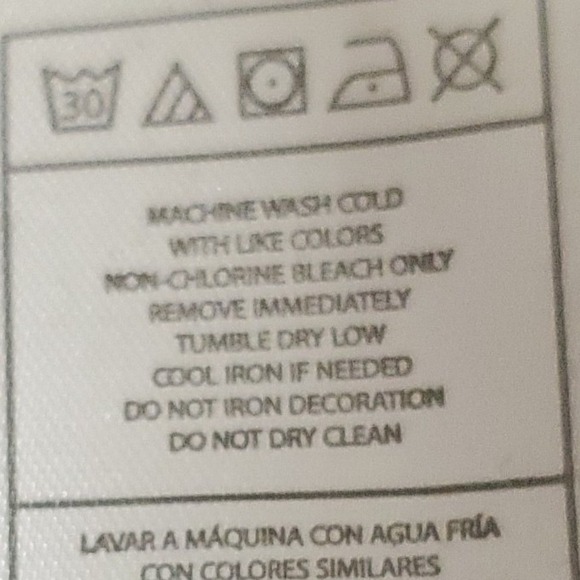 30
MACHINE WASH COLD
WITH LIKE COLORS
NON-CHLORINE BLEACH ONLY
REMOVE IMMEDIATELY
TUMBLE DRY LOW
COOL IRON IF NEEDED
DO NOT IRON DECORATION
DO NOT DRY CLEAN
LAVAR A MÁQUINA CON AGUA FRÍA
CON COLORES SIMILARES